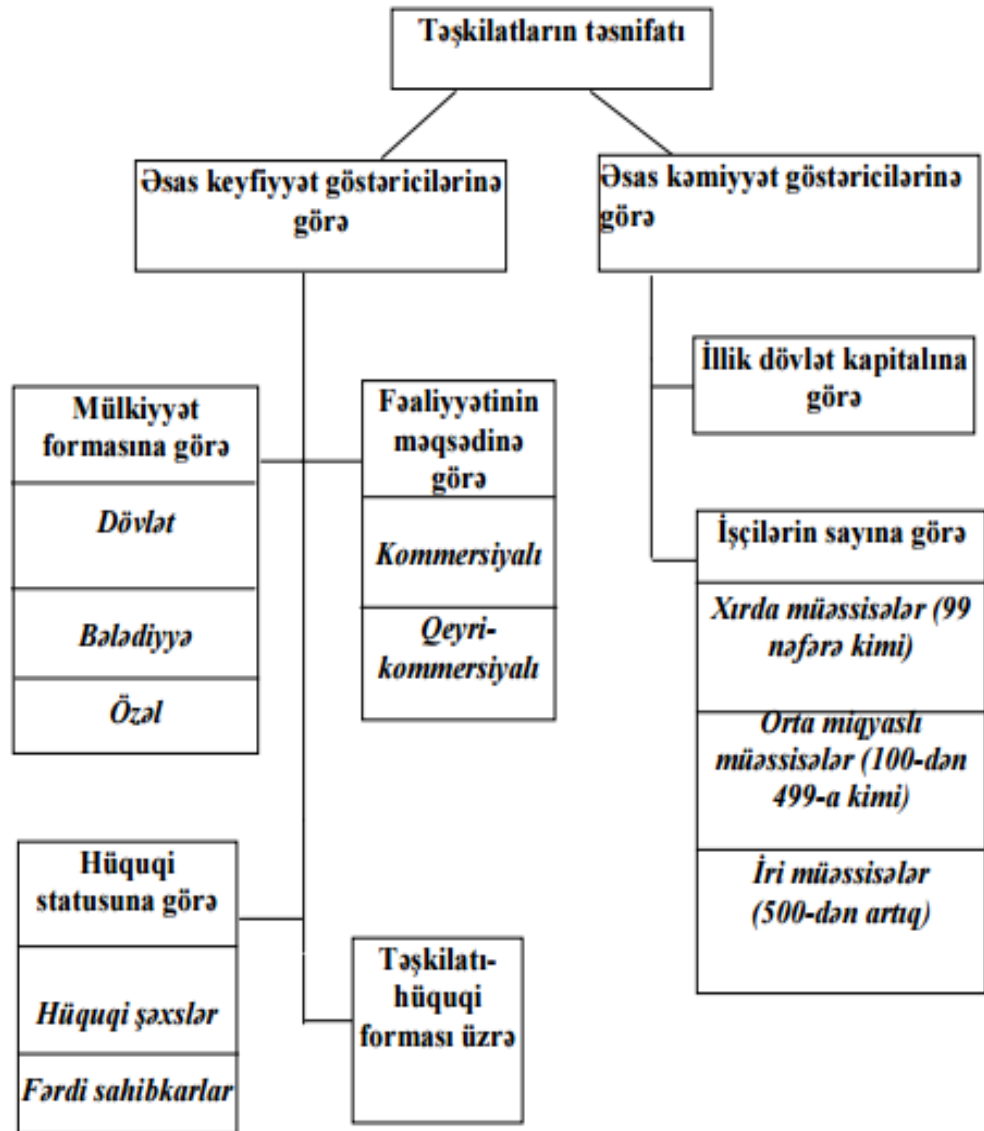 Təşkilatların təsnifatı
Əsas keyfiyyət göstəricilərinə
görə
Əsas kəmiyyət göstəricilərinə
görə
İllik dövlət kapitalına
görə
Mülkiyyət
formasına görə
Dövlət
Bələdiyyə
Özəl
Fəaliyyətinin
məqsədinə
görə
Kommersiyalı
Qeyri-
kommersiyalı
İşçilərin sayına görə
Xırda müəssisələr (99
nəfərə kimi)
Orta miqyaslı
müəssisələr (100-dən
499-a kimi)
İri müəssisələr
(500-dən artıq)
Hüquqi
statusuna görə
Hüquqi şəxslər
Fərdi sahibkarlar
Təşkilatı-
hüquqi
forması üzrə